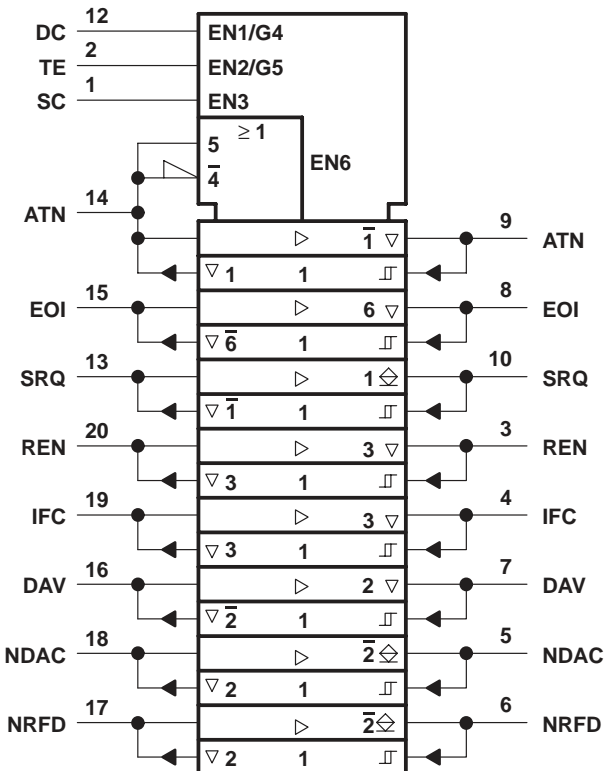 12
DC EN1/G4
2
TE EN2/G5
1
SC EN3
≥ 1
5
EN6
4̅
14
ATN 9
▷ 1̅ ▽ ATN
▽ 1 1
15 8
EOI ▷ 6 ▽ EOI
▽ 6̅ 1
13 10
SRQ ▷ 1 SRQ
▽ 1̅ 1
20 3
REN ▷ 3 ▽ REN
▽ 3 1
19 4
IFC ▷ 3 ▽ IFC
▽ 3 1
16 7
DAV ▷ 2 ▽ DAV
▽ 2̅ 1
18 5
NDAC ▷ 2̅ NDAC
▽ 2 1
17 6
NRFD ▷ 2̅ NRFD
▽ 2 1